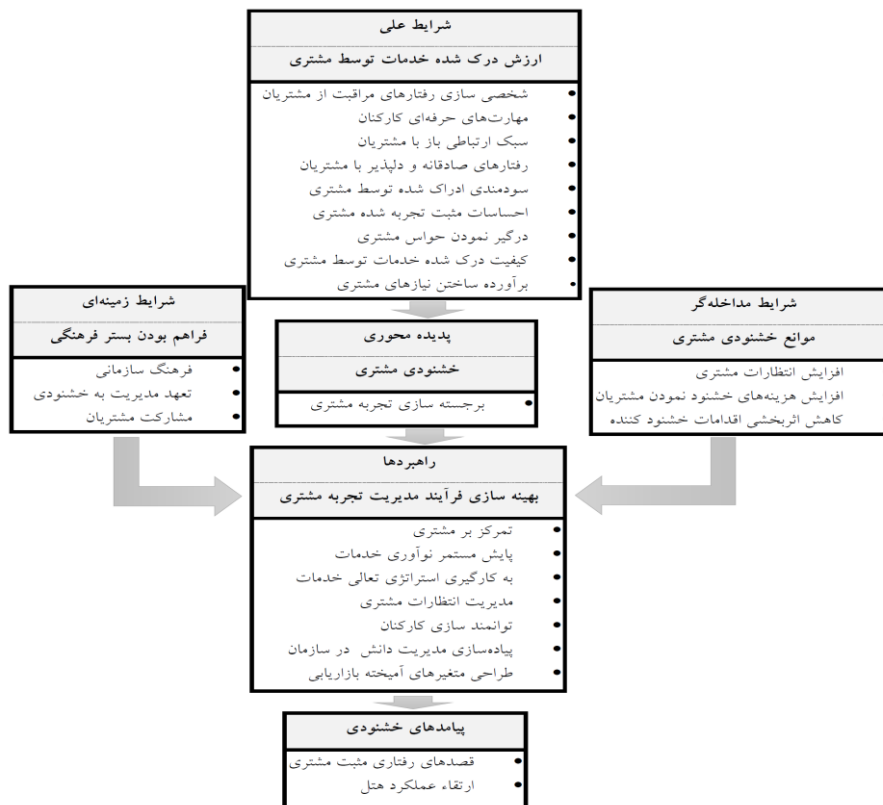 شرایط علی
ارزش درک شده خدمات توسط مشتری
• شخصی سازی رفتارهای مراقبت از مشتریان
• مهارت‌های حرفه‌ای کارکنان
• سبک ارتباطی باز با مشتریان
• رفتارهای صادقانه و دلپذیر با مشتریان
• سودمندی ادراک شده توسط مشتری
• احساسات مثبت تجربه شده مشتری
• درگیر نمودن حواس مشتری
• کیفیت درک شده خدمات توسط مشتری
• برآورده ساختن نیازهای مشتری
شرایط مداخله‌گر
موانع خشنودی مشتری
افزایش انتظارات مشتری
افزایش هزینه‌های خشنود نمودن مشتریان
کاهش اثربخشی اقدامات خشنود کننده
پدیده محوری
خشنودی مشتری
• برجسته سازی تجربه مشتری
شرایط زمینه‌ای
فراهم بودن بستر فرهنگی
• فرهنگ سازمانی
• تعهد مدیریت به خشنودی
• مشارکت مشتریان
راهبردها
بهینه سازی فرآیند مدیریت تجربه مشتری
• تمرکز بر مشتری
• پایش مستمر نوآوری خدمات
• به کارگیری استراتژی تعالی خدمات
• مدیریت انتظارات مشتری
• توانمند سازی کارکنان
• پیاده‌سازی مدیریت دانش در سازمان
• طراحی متغیرهای آمیخته بازاریابی
پیامدهای خشنودی
• قصدهای رفتاری مثبت مشتری
• ارتقاء عملکرد هتل